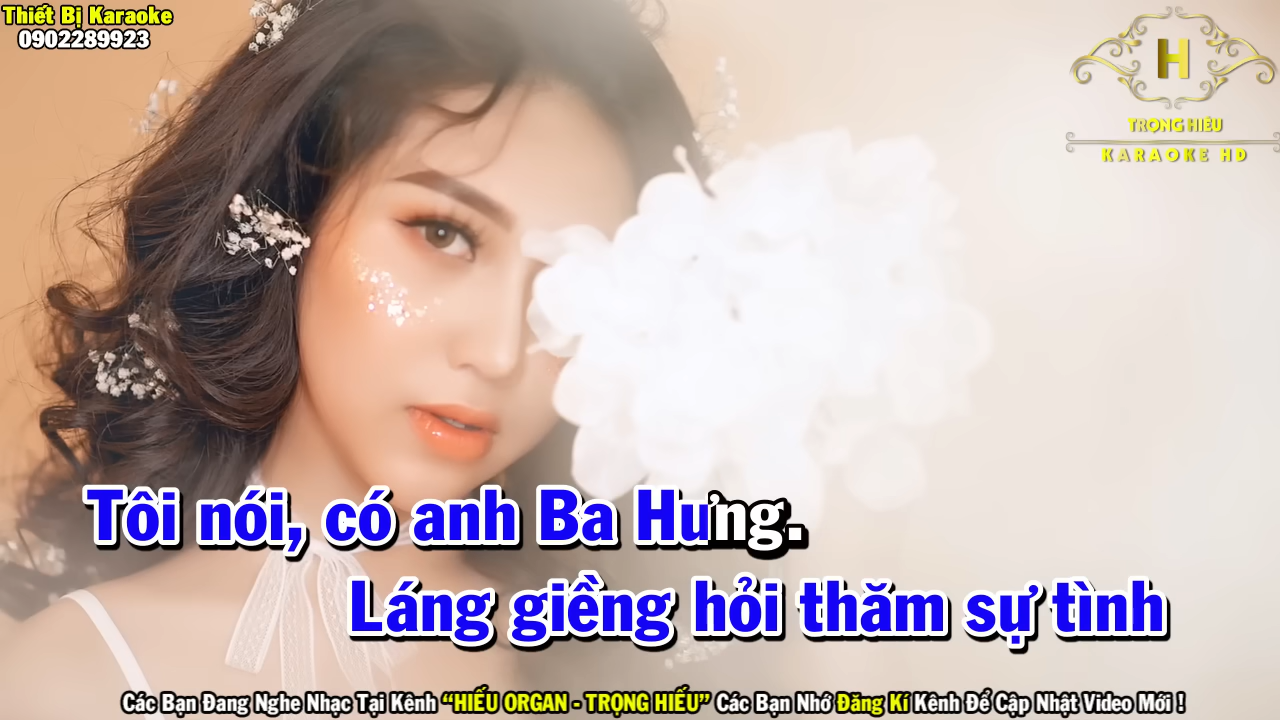 Thiết Bị Karaoke
0902289923
H
TRỌNG HIẾU
KARAOKE HD
Tôi nói, có anh Ba Hưng.
Láng giềng hỏi thăm sự tình
Các Bạn Đang Nghe Nhạc Tại Kênh “HIẾU ORGAN - TRỌNG HIẾU” Các Bạn Nhớ Đăng Kí Kênh Để Cập Nhật Video Mới !